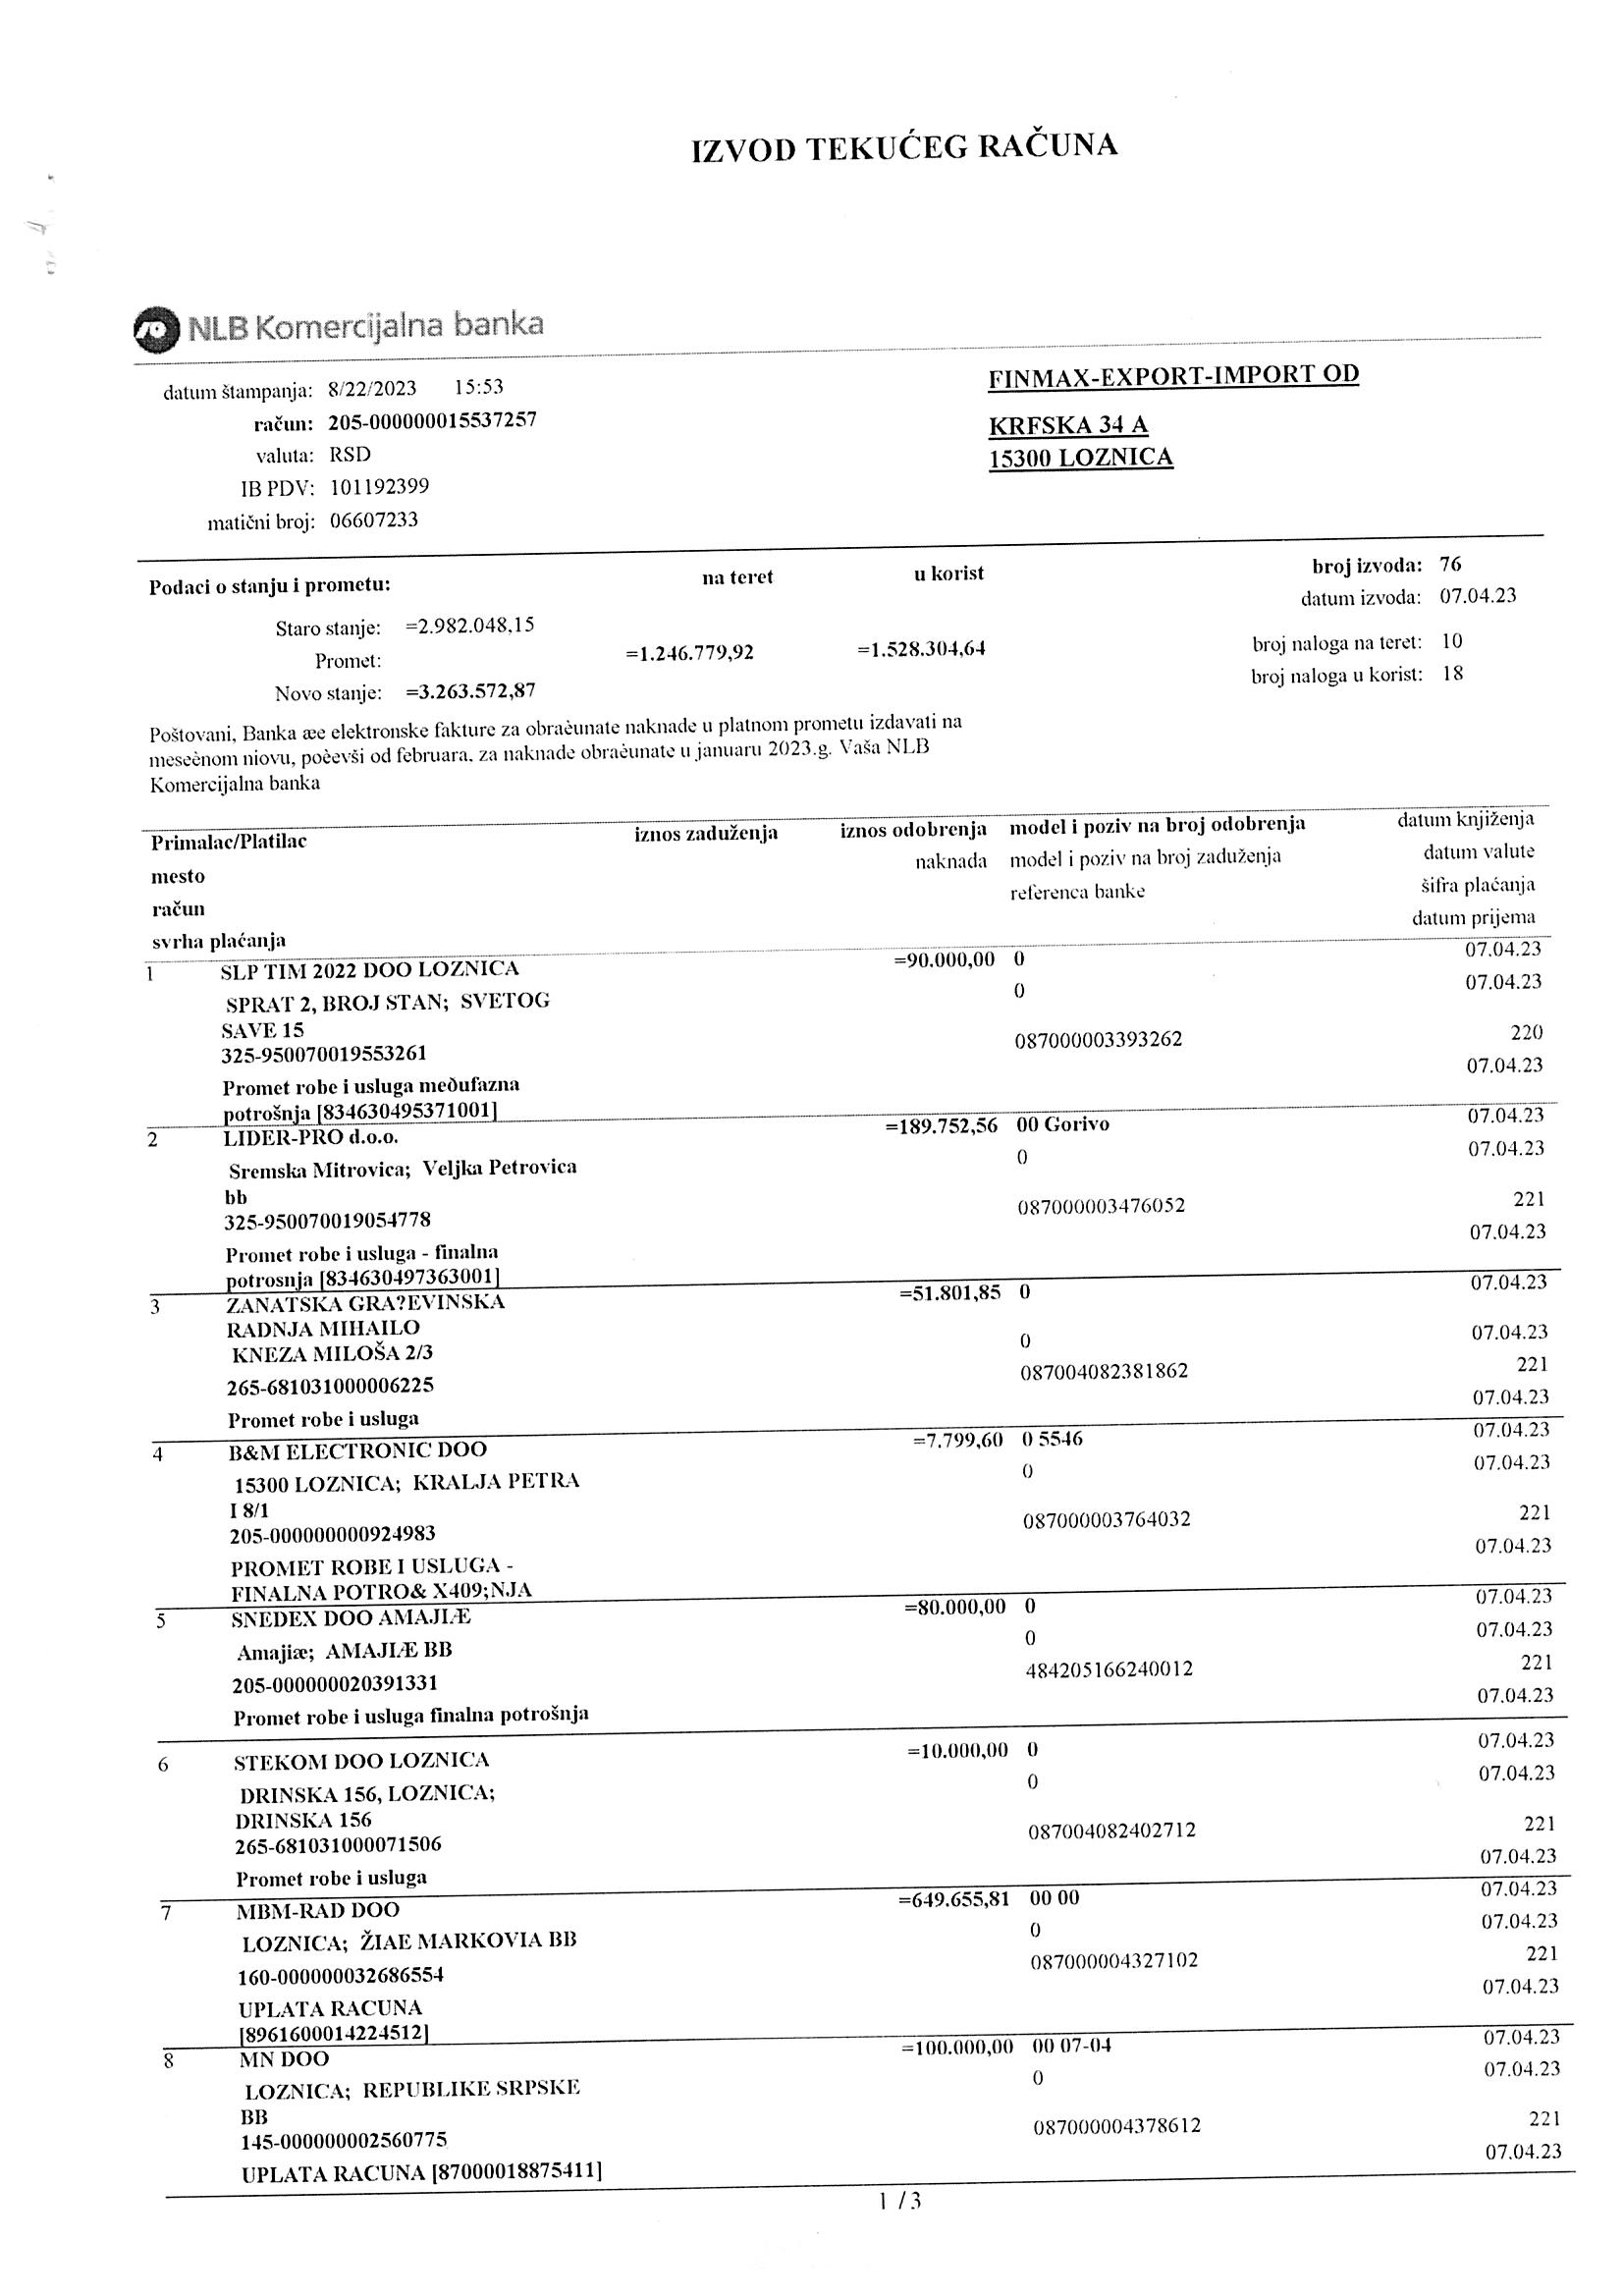 IZVOD TEKUĆEG RAČUNA
NLB Komercijalna banka
datum štampanja: 8/22/2023 15:53
račun: 205-000000015537257
valuta: RSD
IB PDV: 101192399
matični broj: 06607233
FINMAX-EXPORT-IMPORT OD
KRFSKA 34 A
15300 LOZNICA
Podaci o stanju i prometu: na teret u korist
Staro stanje: =2.982.048,15
Promet: =1.246.779,92 =1.528.304,64
Novo stanje: =3.263.572,87
broj izvoda: 76
datum izvoda: 07.04.23
broj naloga na teret: 10
broj naloga u korist: 18
Poštovani, Banka æe elektronske fakture za obraèunate naknade u platnom prometu izdavati na
meseènom niovu, poèevši od februara, za naknade obraèunate u januaru 2023.g. Vaša NLB
Komercijalna banka
Primalac/Platilac iznos zaduženja iznos odobrenja model i poziv na broj odobrenja datum knjiženja
naknada model i poziv na broj zaduženja datum valute
mesto referenca banke šifra plaćanja
račun datum prijema
svrha plaćanja
1 SLP TIM 2022 DOO LOZNICA =90.000,00 0 07.04.23
SPRAT 2, BROJ STAN; SVETOG 0 07.04.23
SAVE 15
325-950070019553261 087000003393262 220
07.04.23
Promet robe i usluga međufazna
potrošnja [834630495371001]
2 LIDER-PRO d.o.o. =189.752,56 00 Gorivo 07.04.23
Sremska Mitrovica; Veljka Petrovica 0 07.04.23
bb
325-950070019054778 087000003476052 221
07.04.23
Promet robe i usluga - finalna
potrosnja [834630497363001]
3 ZANATSKA GRA?EVINSKA =51.801,85 0 07.04.23
RADNJA MIHAILO
KNEZA MILOŠA 2/3 0 07.04.23
265-681031000006225 087004082381862 221
Promet robe i usluga 07.04.23
4 B&M ELECTRONIC DOO =7.799,60 0 5546 07.04.23
15300 LOZNICA; KRALJA PETRA 0 07.04.23
I 8/1
205-000000000924983 087000003764032 221
07.04.23
PROMET ROBE I USLUGA -
FINALNA POTRO& X409;NJA
5 SNEDEX DOO AMAJLÆ =80.000,00 0 07.04.23
Amajiæ; AMAJLÆ BB 0 07.04.23
205-000000020391331 484205166240012 221
Promet robe i usluga finalna potrošnja 07.04.23
6 STEKOM DOO LOZNICA =10.000,00 0 07.04.23
DRINSKA 156, LOZNICA; 0 07.04.23
DRINSKA 156
265-681031000071506 087004082402712 221
Promet robe i usluga 07.04.23
7 MBM-RAD DOO =649.655,81 00 00 07.04.23
LOZNICA; ŽIAE MARKOVIA BB 0 07.04.23
160-000000032686554 087000004327102 221
UPLATA RACUNA 07.04.23
[8961600014224512]
8 MN DOO =100.000,00 00 07-04 07.04.23
LOZNICA; REPUBLIKE SRPSKE 0 07.04.23
BB
145-000000002560775 087000004378612 221
UPLATA RACUNA [87000018875411] 07.04.23
1 / 3